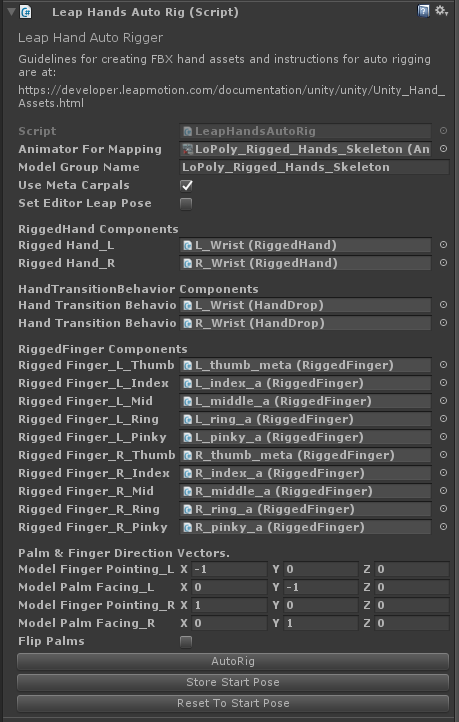 Leap Hands Auto Rig (Script)
Leap Hand Auto Rigger
Guidelines for creating FBX hand assets and instructions for auto rigging
are at:
https://developer.leapmotion.com/documentation/unity/unity/Unity_Hand_
Assets.html
Script LeapHandsAutoRig
Animator For Mapping LoPoly_Rigged_Hands_Skeleton (An
Model Group Name LoPoly_Rigged_Hands_Skeleton
Use Meta Carpals
Set Editor Leap Pose
RiggedHand Components
Rigged Hand_L L_Wrist (RiggedHand)
Rigged Hand_R R_Wrist (RiggedHand)
HandTransitionBehavior Components
Hand Transition Behavio L_Wrist (HandDrop)
Hand Transition Behavio R_Wrist (HandDrop)
RiggedFinger Components
Rigged Finger_L_Thumb L_thumb_meta (RiggedFinger)
Rigged Finger_L_Index L_index_a (RiggedFinger)
Rigged Finger_L_Mid L_middle_a (RiggedFinger)
Rigged Finger_L_Ring L_ring_a (RiggedFinger)
Rigged Finger_L_Pinky L_pinky_a (RiggedFinger)
Rigged Finger_R_Thumb R_thumb_meta (RiggedFinger)
Rigged Finger_R_Index R_index_a (RiggedFinger)
Rigged Finger_R_Mid R_middle_a (RiggedFinger)
Rigged Finger_R_Ring R_ring_a (RiggedFinger)
Rigged Finger_R_Pinky R_pinky_a (RiggedFinger)
Palm & Finger Direction Vectors.
Model Finger Pointing_L X -1 Y 0 Z 0
Model Palm Facing_L X 0 Y -1 Z 0
Model Finger Pointing_R X 1 Y 0 Z 0
Model Palm Facing_R X 0 Y 1 Z 0
Flip Palms
AutoRig
Store Start Pose
Reset To Start Pose